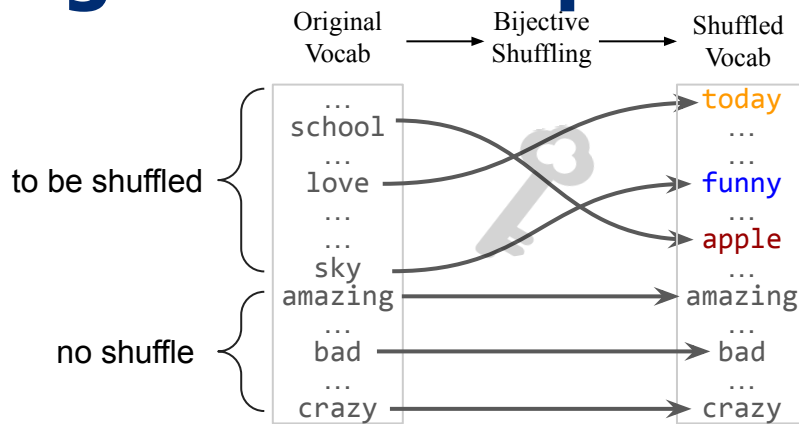 Original Vocab
Bijective Shuffling
Shuffled Vocab
to be shuffled
no shuffle
...
school
...
love
...
...
sky
amazing
...
bad
...
crazy
today
...
...
funny
...
apple
...
amazing
...
bad
...
crazy